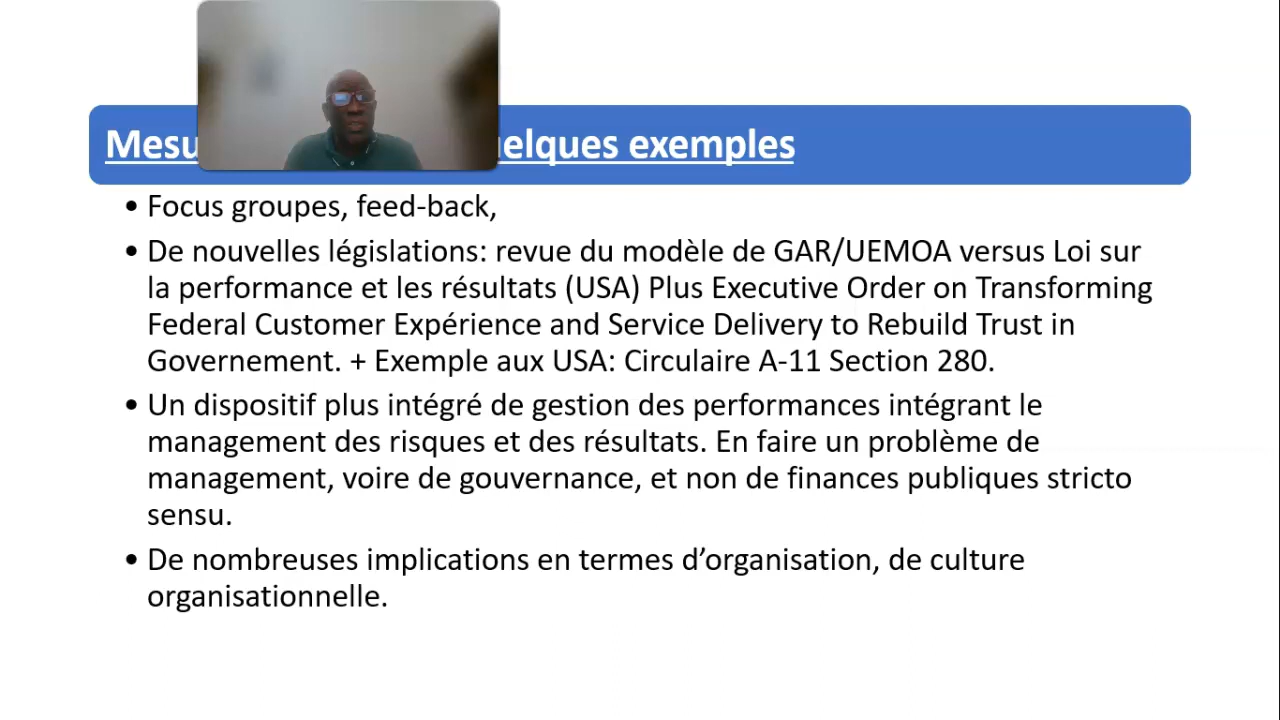 elques exemples
• Focus groupes, feed-back,
• De nouvelles législations: revue du modèle de GAR/UEMOA versus Loi sur
la performance et les résultats (USA) Plus Executive Order on Transforming
Federal Customer Expérience and Service Delivery to Rebuild Trust in
Governement. + Exemple aux USA: Circulaire A-11 Section 280.
• Un dispositif plus intégré de gestion des performances intégrant le
management des risques et des résultats. En faire un problème de
management, voire de gouvernance, et non de finances publiques stricto
sensu.
• De nombreuses implications en termes d’organisation, de culture
organisationnelle.